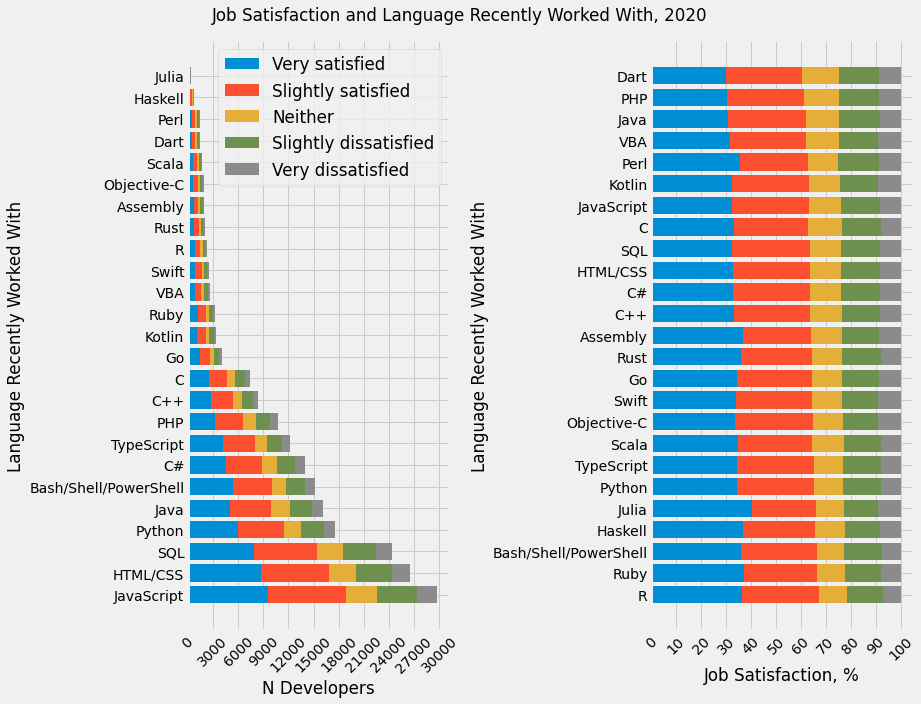 Job Satisfaction and Language Recently Worked With, 2020
Language Recently Worked With
Julia
Haskell
Perl
Dart
Scala
Objective-C
Assembly
Rust
R
Swift
VBA
Ruby
Kotlin
Go
C
C++
PHP
TypeScript
C#
Bash/Shell/PowerShell
Java
Python
SQL
HTML/CSS
JavaScript
Very satisfied
Slightly satisfied
Neither
Slightly dissatisfied
Very dissatisfied
0 3000 6000 9000 12000 15000 18000 21000 24000 27000 30000
N Developers
Language Recently Worked With
Dart
PHP
Java
VBA
Perl
Kotlin
JavaScript
C
SQL
HTML/CSS
C#
C++
Assembly
Rust
Go
Swift
Objective-C
Scala
TypeScript
Python
Julia
Haskell
Bash/Shell/PowerShell
Ruby
R
0 10 20 30 40 50 60 70 80 90 100
Job Satisfaction, %